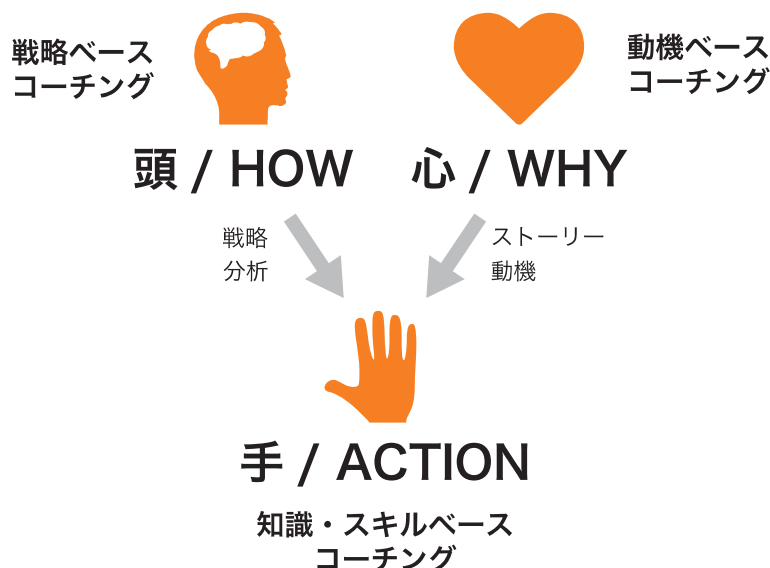 戦略ベース
コーチング
動機ベース
コーチング
頭 / HOW
心 / WHY
戦略
分析
ストーリー
動機
手 / ACTION
知識・スキルベース
コーチング